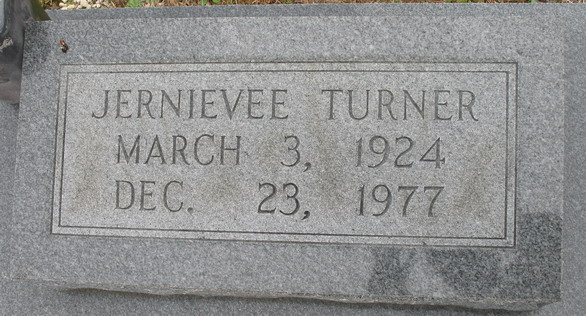 JERNIEVEE TURNER
MARCH 3, 1924
DEC. 23, 1977